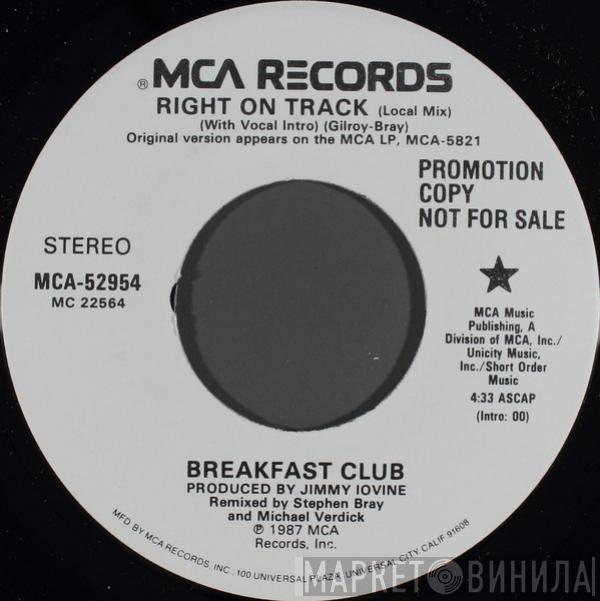 ® MCA RECORDS
RIGHT ON TRACK (Local Mix)
(With Vocal Intro) (Gilroy-Bray)
Original version appears on the MCA LP, MCA-5821
PROMOTION
COPY
NOT FOR SALE
STEREO
MCA-52954
MC 22564
MCA Music
Publishing, A
Division of MCA, Inc./
Unicity Music,
Inc./Short Order
Music
4:33 ASCAP
(Intro: 00)
BREAKFAST CLUB
PRODUCED BY JIMMY IOVINE
Remixed by Stephen Bray
and Michael Verdick
℗ 1987 MCA
Records, Inc.
MFD BY MCA RECORDS, INC. 100 UNIVERSAL PLAZA, UNIVERSAL CITY, CALIF. 91608
МАРКЕТ ВИНИЛА